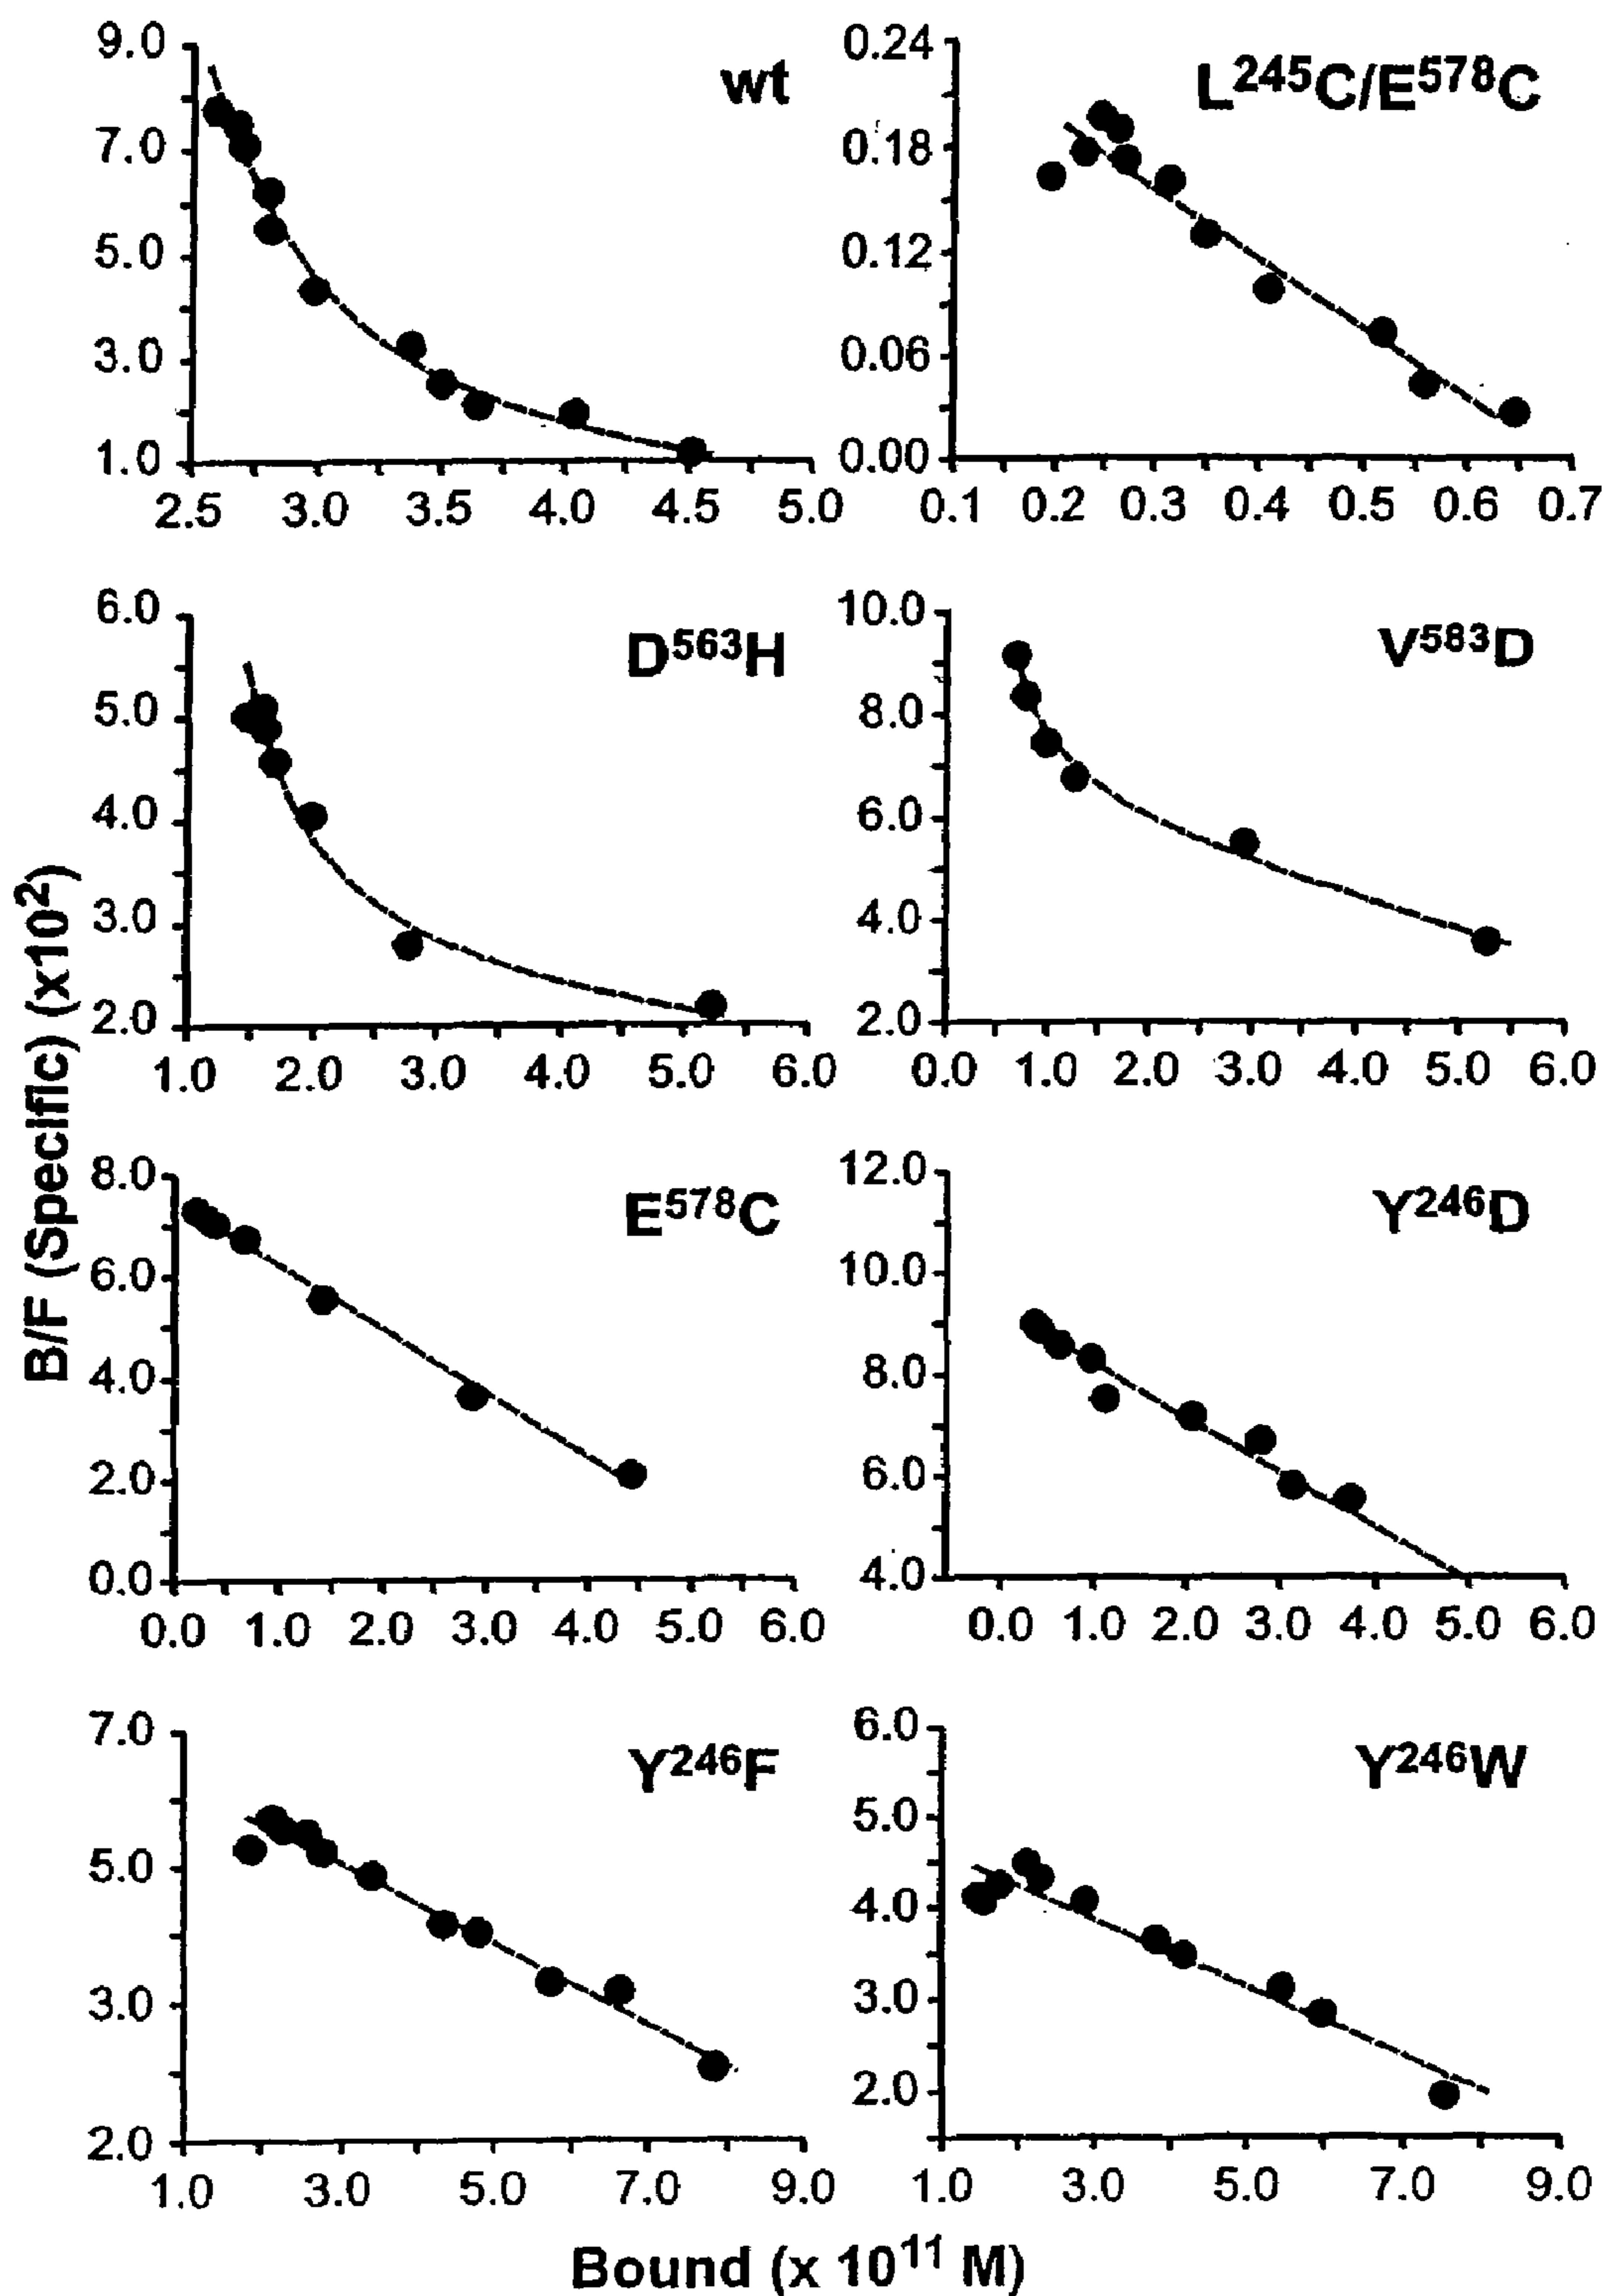 wt
9.0
7.0
5.0
3.0
1.0
2.5 3.0 3.5 4.0 4.5 5.0
L245C/E578C
0.24
0.18
0.12
0.06
0.00
0.1 0.2 0.3 0.4 0.5 0.6 0.7
D563H
6.0
5.0
4.0
3.0
2.0
1.0 2.0 3.0 4.0 5.0 6.0
V583D
10.0
8.0
6.0
4.0
2.0
0.0 1.0 2.0 3.0 4.0 5.0 6.0
B/F (Specific) (x102)
E578C
8.0
6.0
4.0
2.0
0.0
0.0 1.0 2.0 3.0 4.0 5.0 6.0
Y246D
12.0
10.0
8.0
6.0
4.0
0.0 1.0 2.0 3.0 4.0 5.0 6.0
Y246F
7.0
5.0
3.0
2.0
1.0 3.0 5.0 7.0 9.0
Y246W
6.0
5.0
4.0
3.0
2.0
1.0 3.0 5.0 7.0 9.0
Bound (x 1011 M)